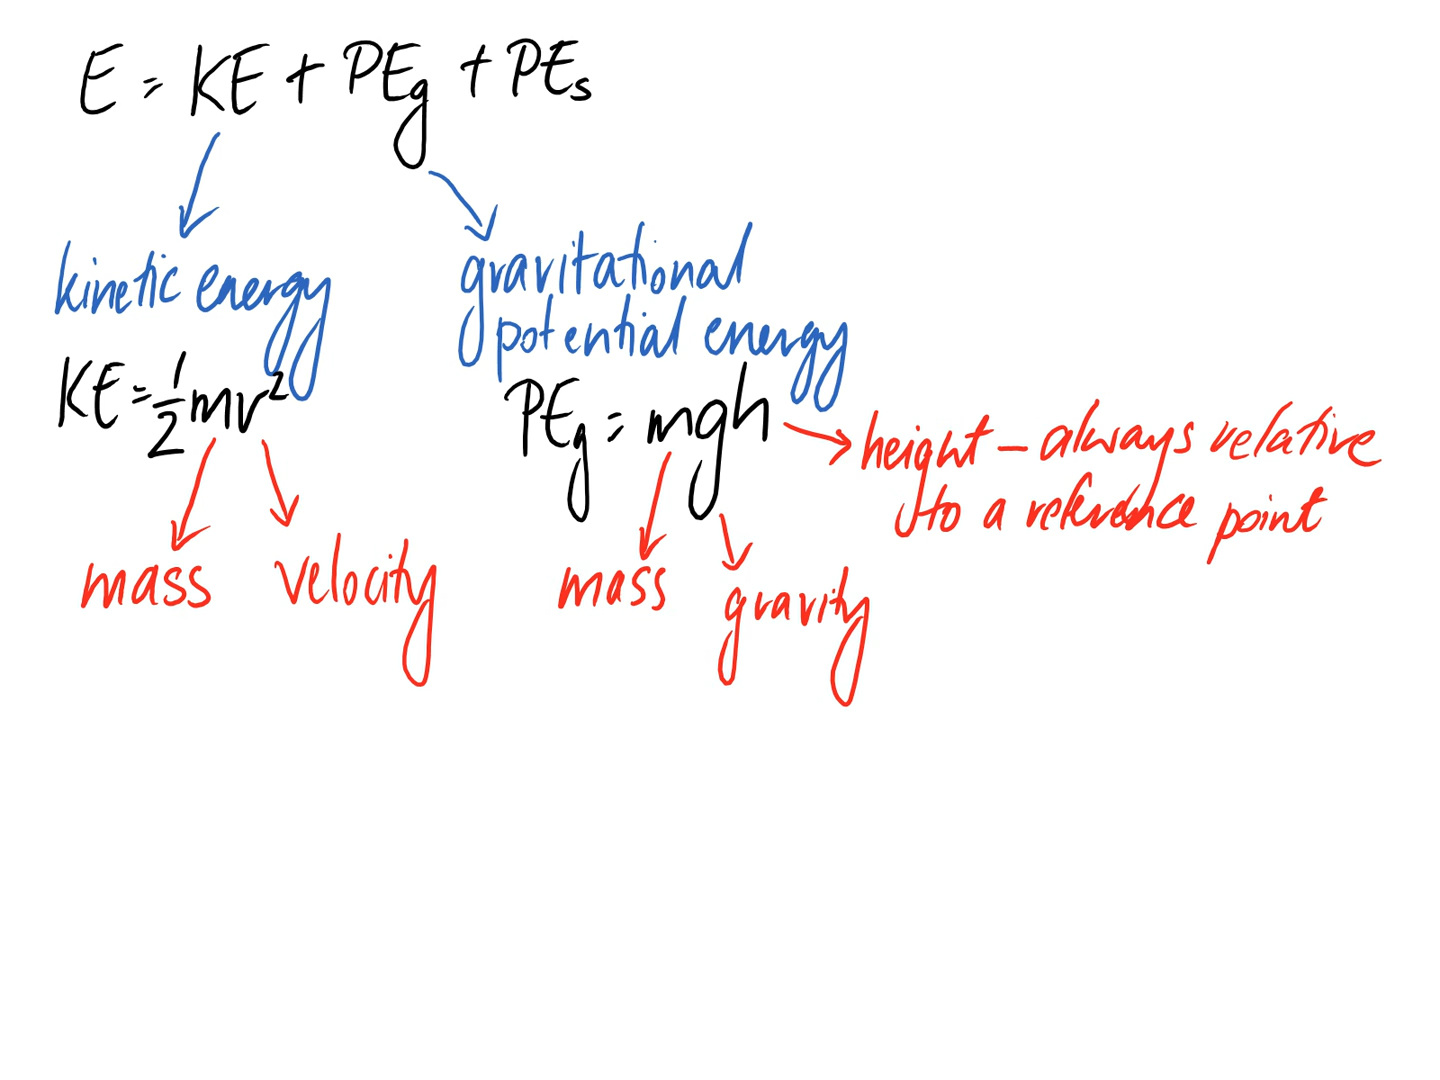 E = KE + PEg + PEs
kinetic energy
KE = 1/2 mv²
mass
velocity
gravitational
potential energy
PEg = mgh
mass
gravity
height – always relative
to a reference point